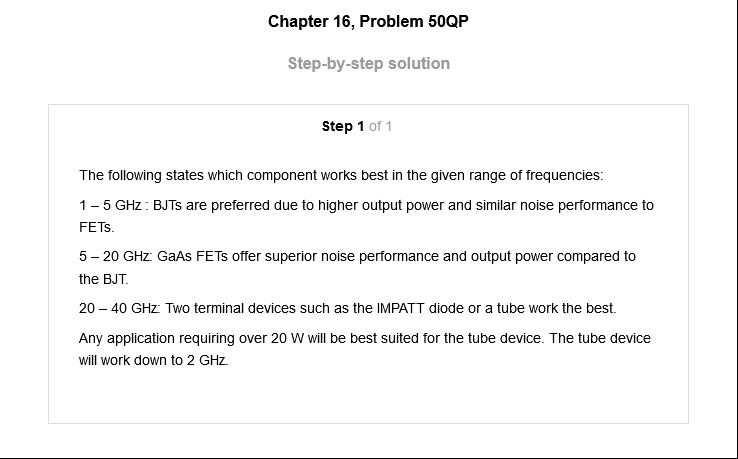 Chapter 16, Problem 50QP
Step-by-step solution
Step 1 of 1
The following states which component works best in the given range of frequencies:
1 – 5 GHz : BJTs are preferred due to higher output power and similar noise performance to
FETs.
5 – 20 GHz: GaAs FETs offer superior noise performance and output power compared to
the BJT.
20 – 40 GHz: Two terminal devices such as the IMPATT diode or a tube work the best.
Any application requiring over 20 W will be best suited for the tube device. The tube device
will work down to 2 GHz.